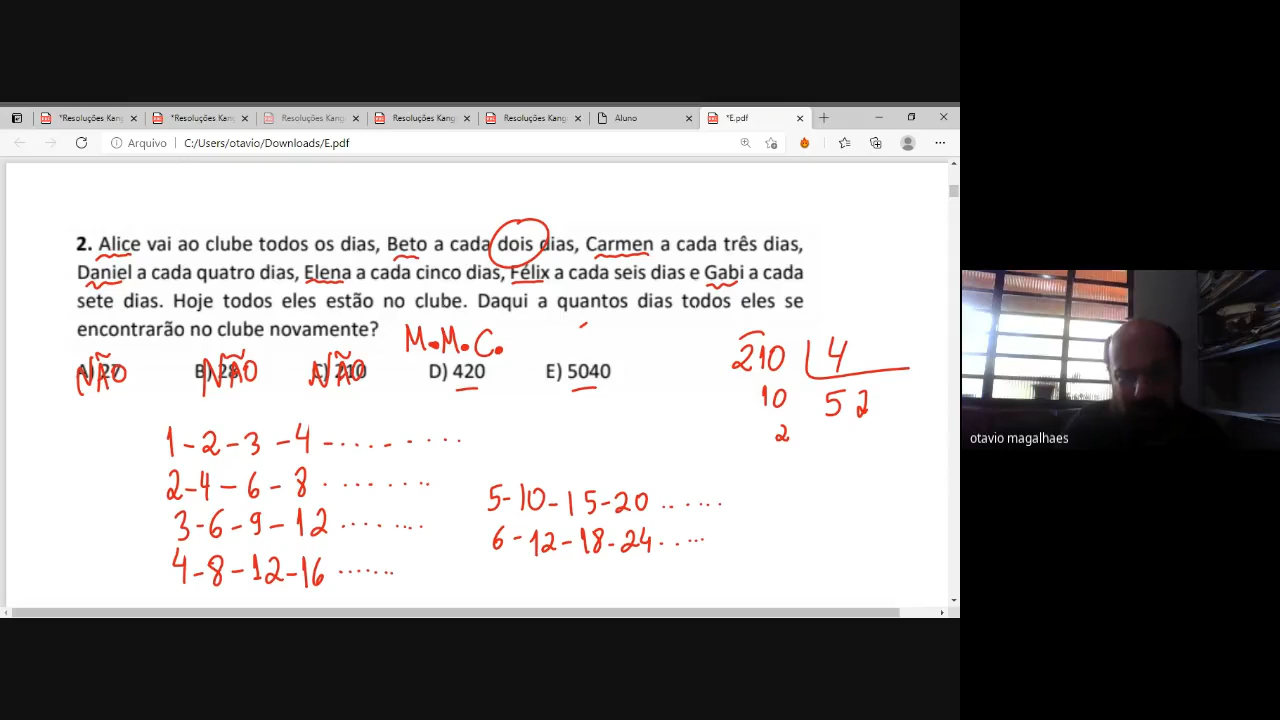 *Resoluções Kang
*Resoluções Kang
Resoluções Kang
Resoluções Kang
Resoluções Kang
Aluno
*E.pdf
Arquivo
C:/Users/otavio/Downloads/E.pdf
2. Alice vai ao clube todos os dias, Beto a cada dois dias, Carmen a cada três dias,
Daniel a cada quatro dias, Elena a cada cinco dias, Félix a cada seis dias e Gabi a cada
sete dias. Hoje todos eles estão no clube. Daqui a quantos dias todos eles se
encontrarão no clube novamente?
M.M.C.
A) 27 B) 28 C) 210 D) 420 E) 5040
NÃO NÃO NÃO
210 4
10 52
2
1-2-3-4-........
2-4-6-8........
3-6-9-12.......
4-8-12-16.......
5-10-15-20......
6-12-18-24.....
otavio magalhaes